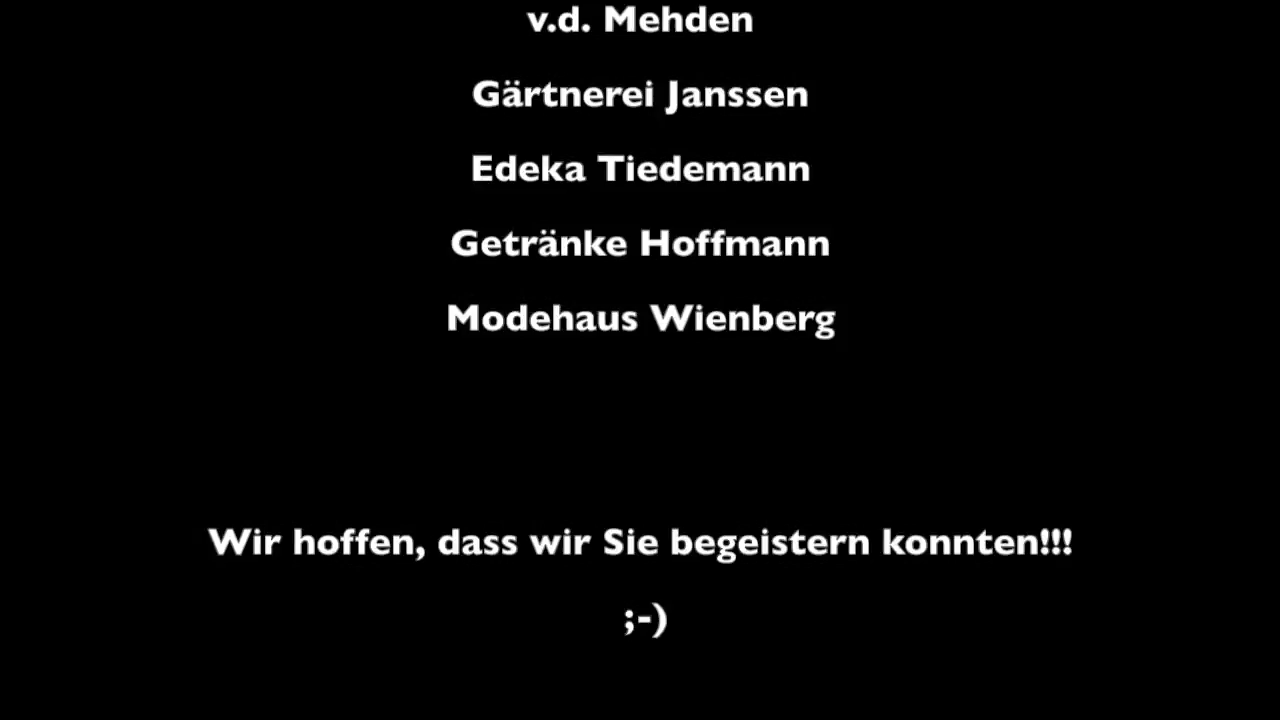 v.d. Mehden
Gärtnerei Janssen
Edeka Tiedemann
Getränke Hoffmann
Modehaus Wienberg
Wir hoffen, dass wir Sie begeistern konnten!!!
;-)